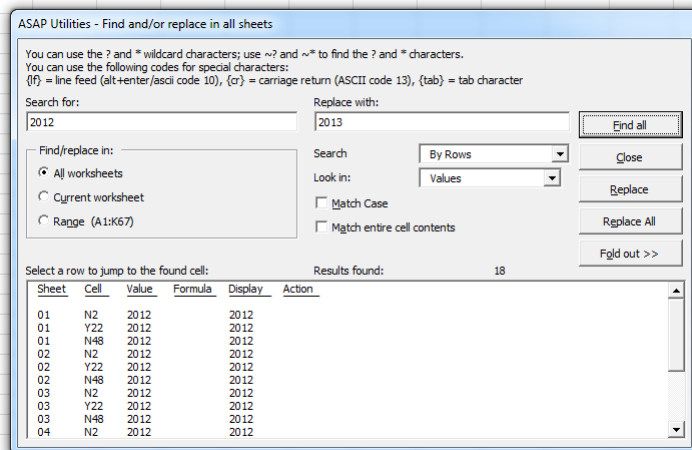 ASAP Utilities - Find and/or replace in all sheets
You can use the ? and * wildcard characters; use ~? and ~* to find the ? and * characters.
You can use the following codes for special characters:
{lf} = line feed (alt+enter/ascii code 10), {cr} = carriage return (ASCII code 13), {tab} = tab character
Search for: Replace with:
2012 2013 Find all
Find/replace in: Search By Rows Close
All worksheets Look in: Values
Current worksheet Match Case Replace
Range (A1:K67) Match entire cell contents Replace All
Fold out >>
Select a row to jump to the found cell: Results found: 18
Sheet Cell Value Formula Display Action
01 N2 2012 2012
01 Y22 2012 2012
01 N48 2012 2012
02 N2 2012 2012
02 Y22 2012 2012
02 N48 2012 2012
03 N2 2012 2012
03 Y22 2012 2012
03 N48 2012 2012
04 N2 2012 2012